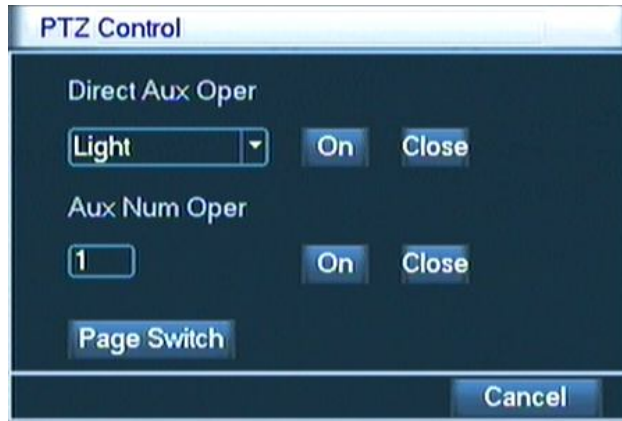 PTZ Control
Direct Aux Oper
Light On Close
Aux Num Oper
1 On Close
Page Switch
Cancel